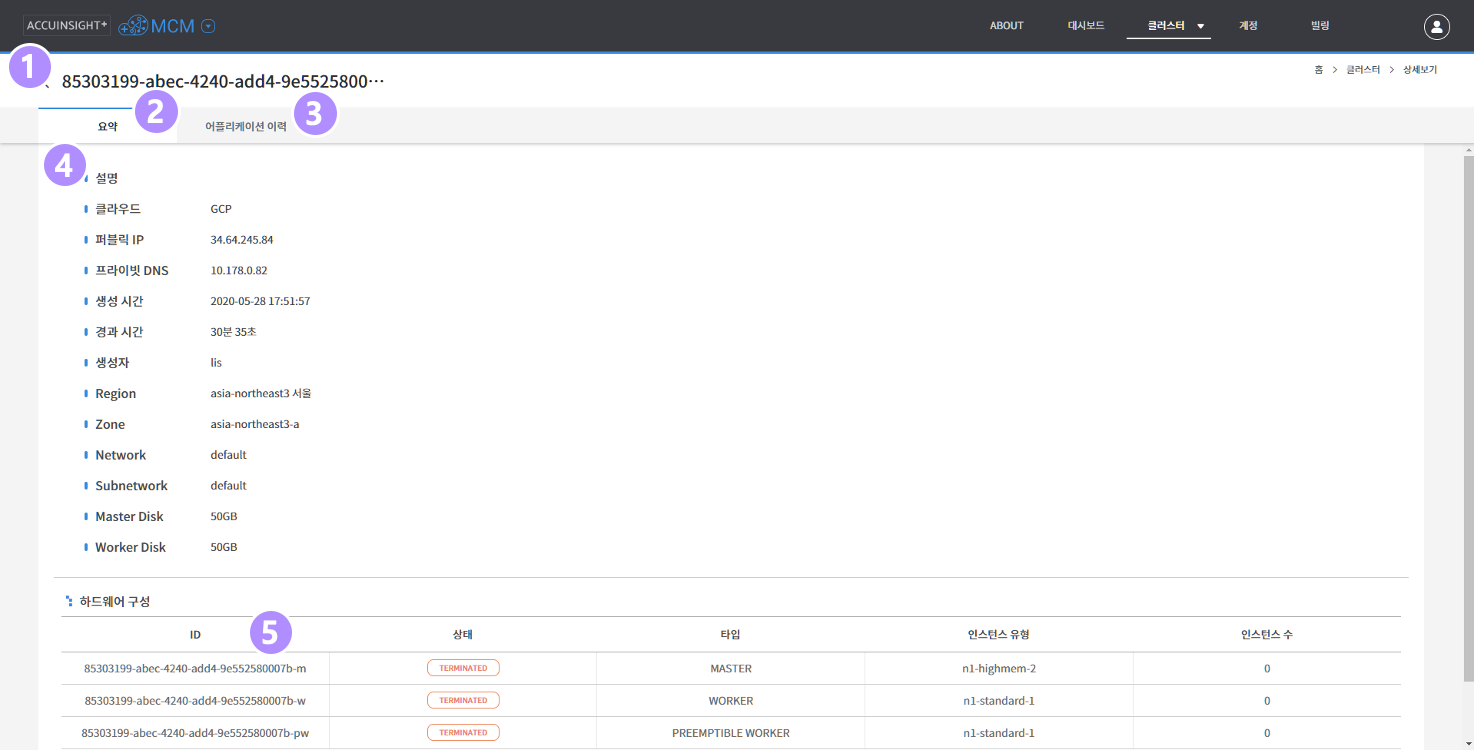 ACCUINSIGHT+ MCM ABOUT 대시보드 클러스터 계정 빌링
1
85303199-abec-4240-add4-9e5525800··· 홈 > 클러스터 > 상세보기
요약 2 어플리케이션 이력 3
4
설명
클라우드 GCP
퍼블릭 IP 34.64.245.84
프라이빗 DNS 10.178.0.82
생성 시간 2020-05-28 17:51:57
경과 시간 30분 35초
생성자 lis
Region asia-northeast3 서울
Zone asia-northeast3-a
Network default
Subnetwork default
Master Disk 50GB
Worker Disk 50GB
하드웨어 구성
ID 5 상태 타입 인스턴스 유형 인스턴스 수
85303199-abec-4240-add4-9e552580007b-m TERMINATED MASTER n1-highmem-2 0
85303199-abec-4240-add4-9e552580007b-w TERMINATED WORKER n1-standard-1 0
85303199-abec-4240-add4-9e552580007b-pw TERMINATED PREEMPTIBLE WORKER n1-standard-1 0